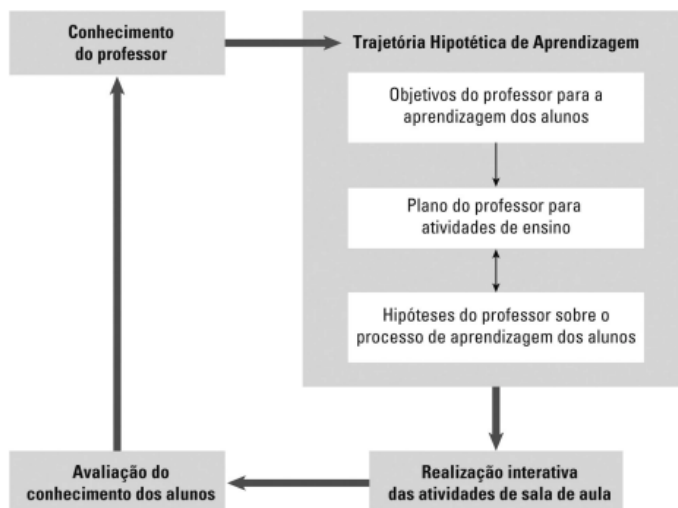 Conhecimento
do professor
Trajetória Hipotética de Aprendizagem
Objetivos do professor para a
aprendizagem dos alunos
Plano do professor para
atividades de ensino
Hipóteses do professor sobre o
processo de aprendizagem dos alunos
Avaliação do
conhecimento dos alunos
Realização interativa
das atividades de sala de aula